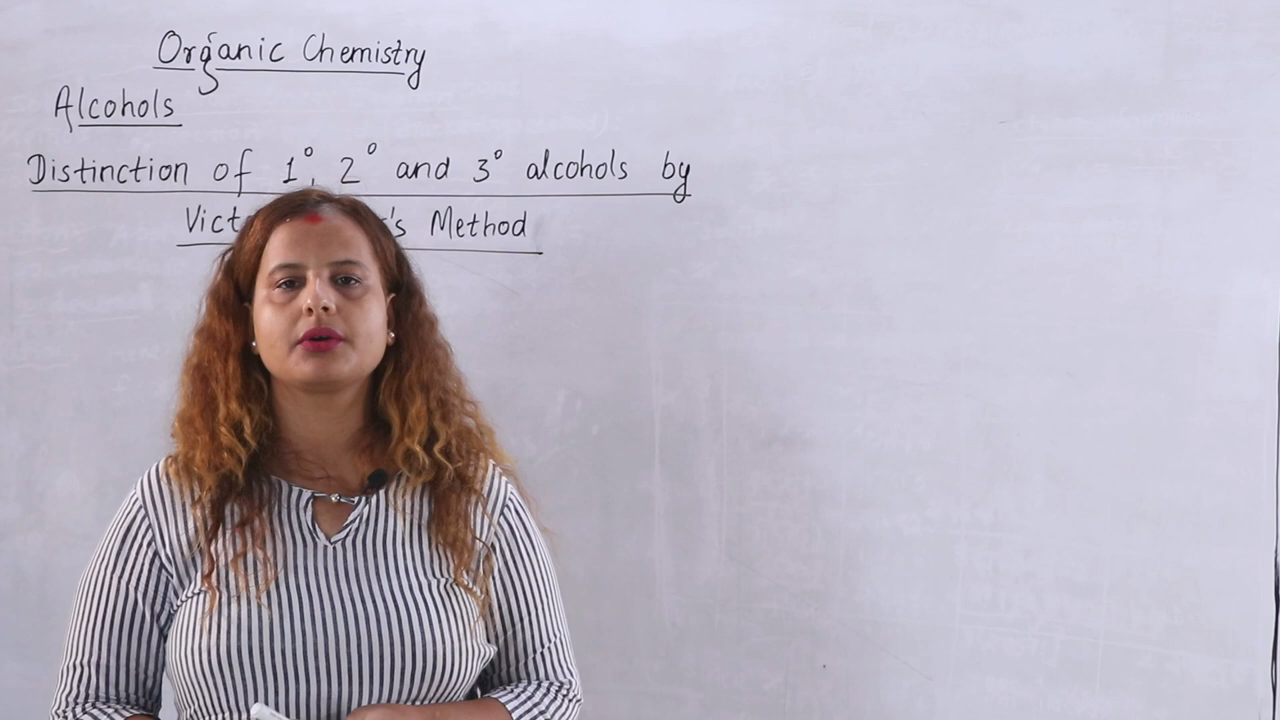 Organic Chemistry
Alcohols
Distinction of 1°, 2° and 3° alcohols by
Method